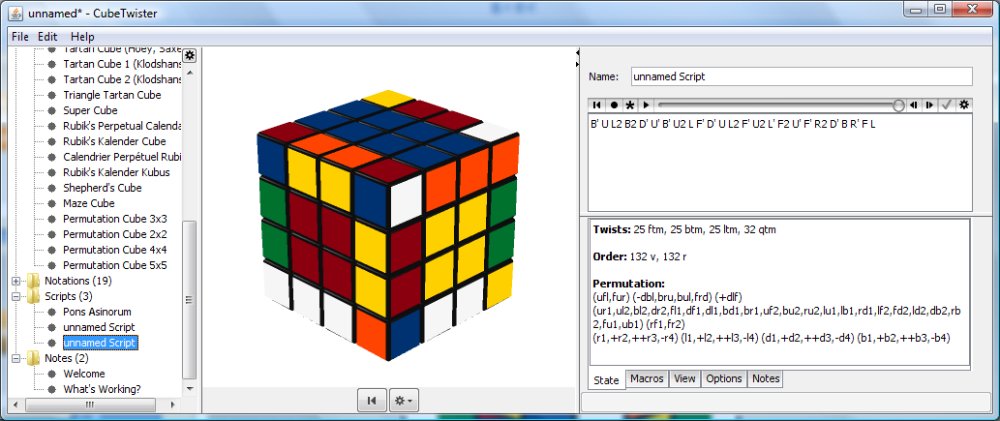 unnamed* - CubeTwister
File Edit Help
Tartan Cube (Hoey, Saxe
Tartan Cube 1 (Klodshans
Tartan Cube 2 (Klodshans
Triangle Tartan Cube
Super Cube
Rubik's Perpetual Calenda
Rubik's Kalender Cube
Calendrier Perpétuel Rubi
Rubik's Kalender Kubus
Shepherd's Cube
Maze Cube
Permutation Cube 3x3
Permutation Cube 2x2
Permutation Cube 4x4
Permutation Cube 5x5
Notations (19)
Scripts (3)
Pons Asinorum
unnamed Script
unnamed Script
Notes (2)
Welcome
What's Working?
Name: unnamed Script
B' U L2 B2 D' U' B' U2 L F' D' U L2 F' U2 L' F2 U' F' R2 D' B R' F L
Twists: 25 ftm, 25 btm, 25 ltm, 32 qtm
Order: 132 v, 132 r
Permutation:
(ufl,fur) (-dbl,bru,bul,frd) (+dlf)
(ur1,ul2,bl2,dr2,fl1,df1,dl1,bd1,br1,uf2,bu2,ru2,lu1,lb1,rd1,lf2,fd2,ld2,db2,rb
2,fu1,ub1) (rf1,fr2)
(r1,+r2,++r3,-r4) (l1,+l2,++l3,-l4) (d1,+d2,++d3,-d4) (b1,+b2,++b3,-b4)
State Macros View Options Notes